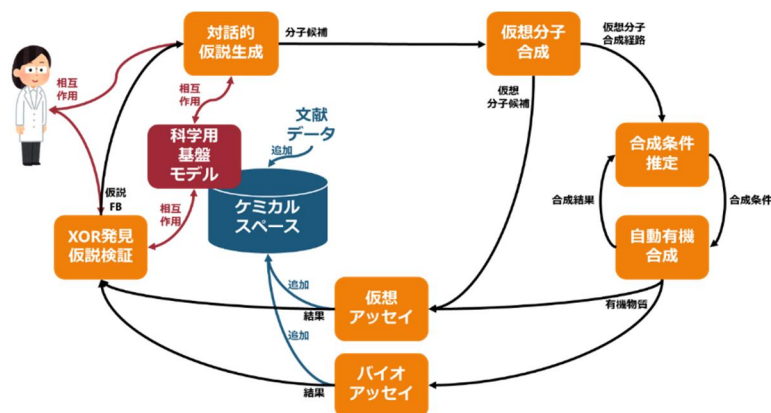 対話的
仮説生成
分子候補
仮想分子
合成
仮想分子
合成経路
相互
作用
相互
作用
文献
データ
仮想
分子候補
科学用
基盤
モデル
追加
合成条件
推定
仮説
FB
相互
作用
ケミカル
スペース
合成結果
合成条件
XOR発見
仮説検証
自動有機
合成
追加
仮想
アッセイ
結果
有機物質
追加
バイオ
アッセイ
結果